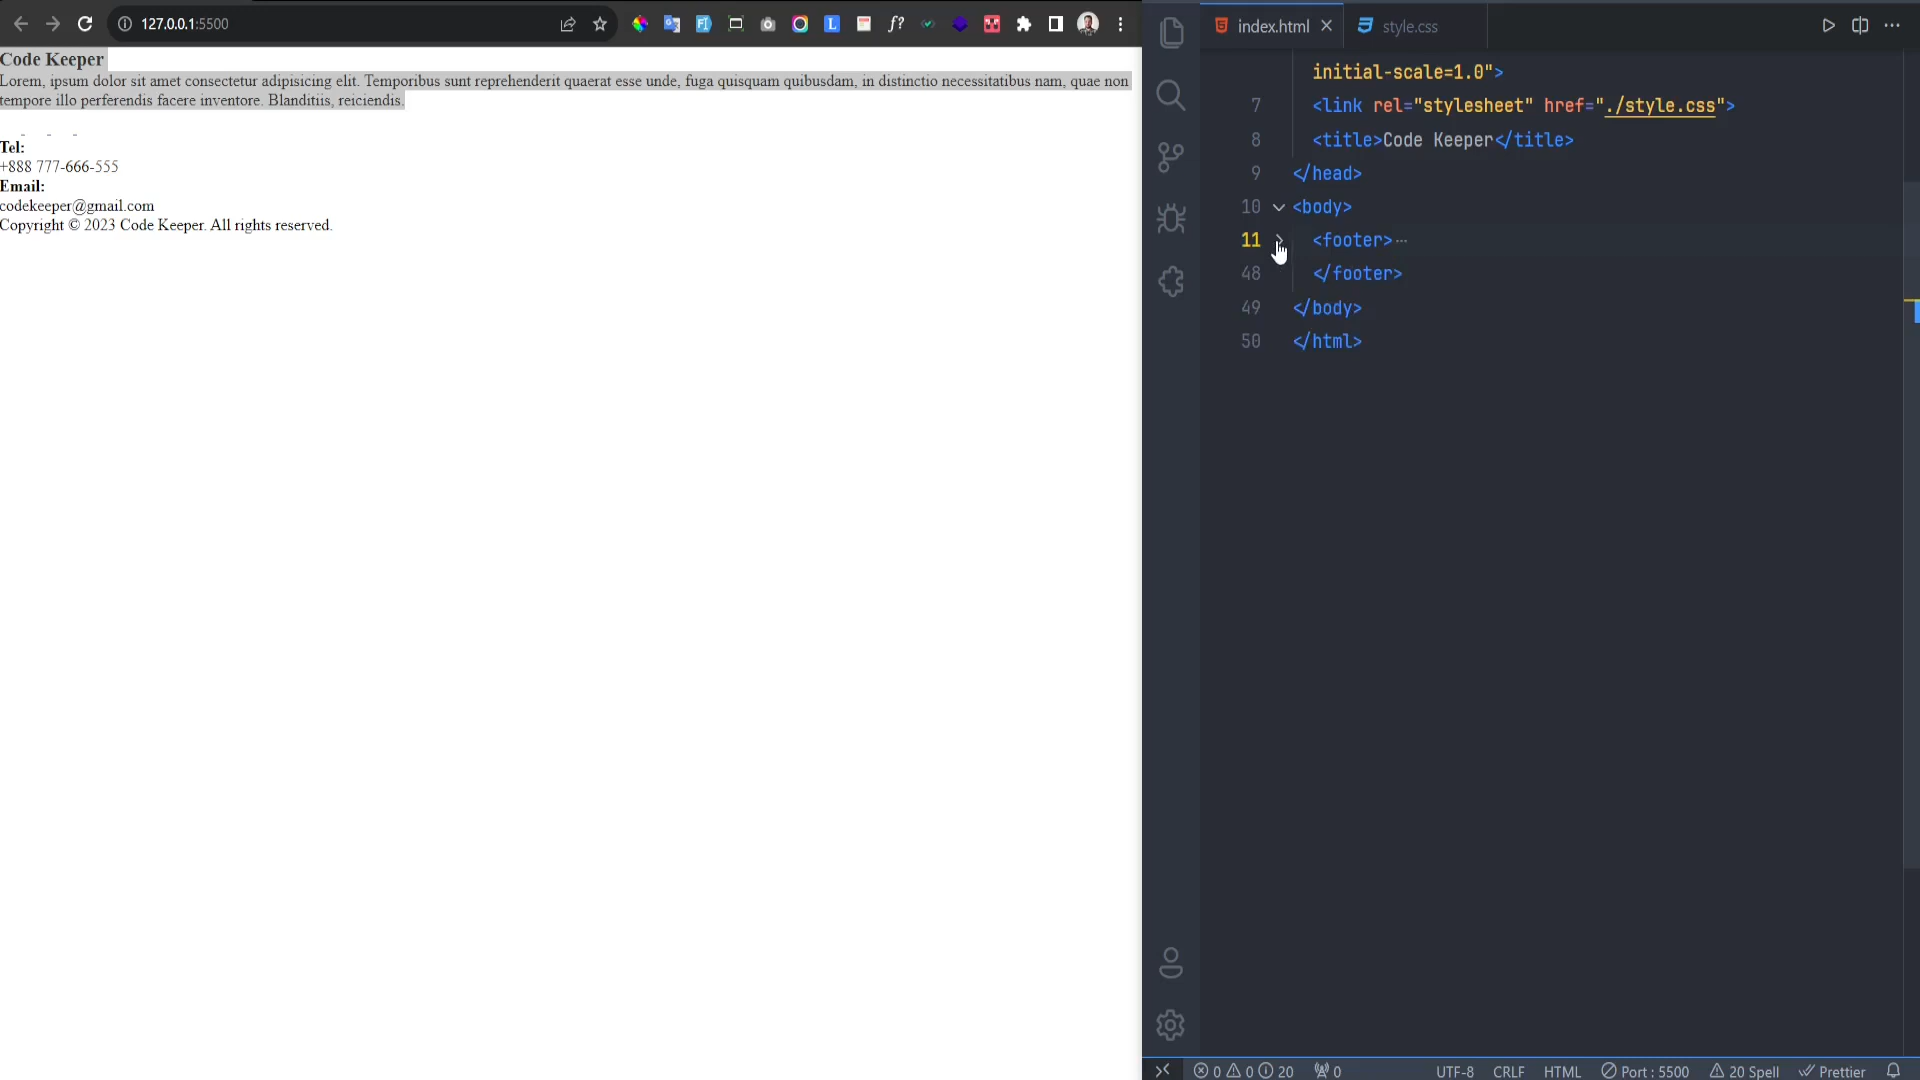 127.0.0.1:5500
Code Keeper
Lorem, ipsum dolor sit amet consectetur adipisicing elit. Temporibus sunt reprehenderit quaerat esse unde, fuga quisquam quibusdam, in distinctio necessitatibus nam, quae non
tempore illo perferendis facere inventore. Blanditiis, reiciendis.
Tel:
+888 777-666-555
Email:
codekeeper@gmail.com
Copyright © 2023 Code Keeper. All rights reserved.
index.html
style.css
initial-scale=1.0">
7 <link rel="stylesheet" href="./style.css">
8 <title>Code Keeper</title>
9 </head>
10 <body>
11 <footer>···
48 </footer>
49 </body>
50 </html>
0 0 20 0 UTF-8 CRLF HTML Port : 5500 20 Spell Prettier